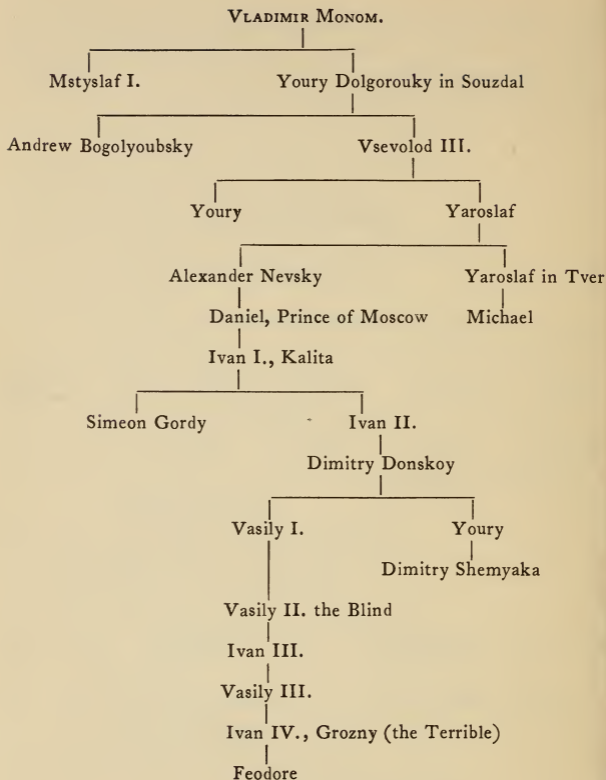 VLADIMIR MONOM.
Mstyslaf I. Youry Dolgorouky in Souzdal
Andrew Bogolyoubsky Vsevolod III.
Youry Yaroslaf
Alexander Nevsky Yaroslaf in Tver
Daniel, Prince of Moscow Michael
Ivan I., Kalita
Simeon Gordy Ivan II.
Dimitry Donskoy
Vasily I. Youry
Dimitry Shemyaka
Vasily II. the Blind
Ivan III.
Vasily III.
Ivan IV., Grozny (the Terrible)
Feodore